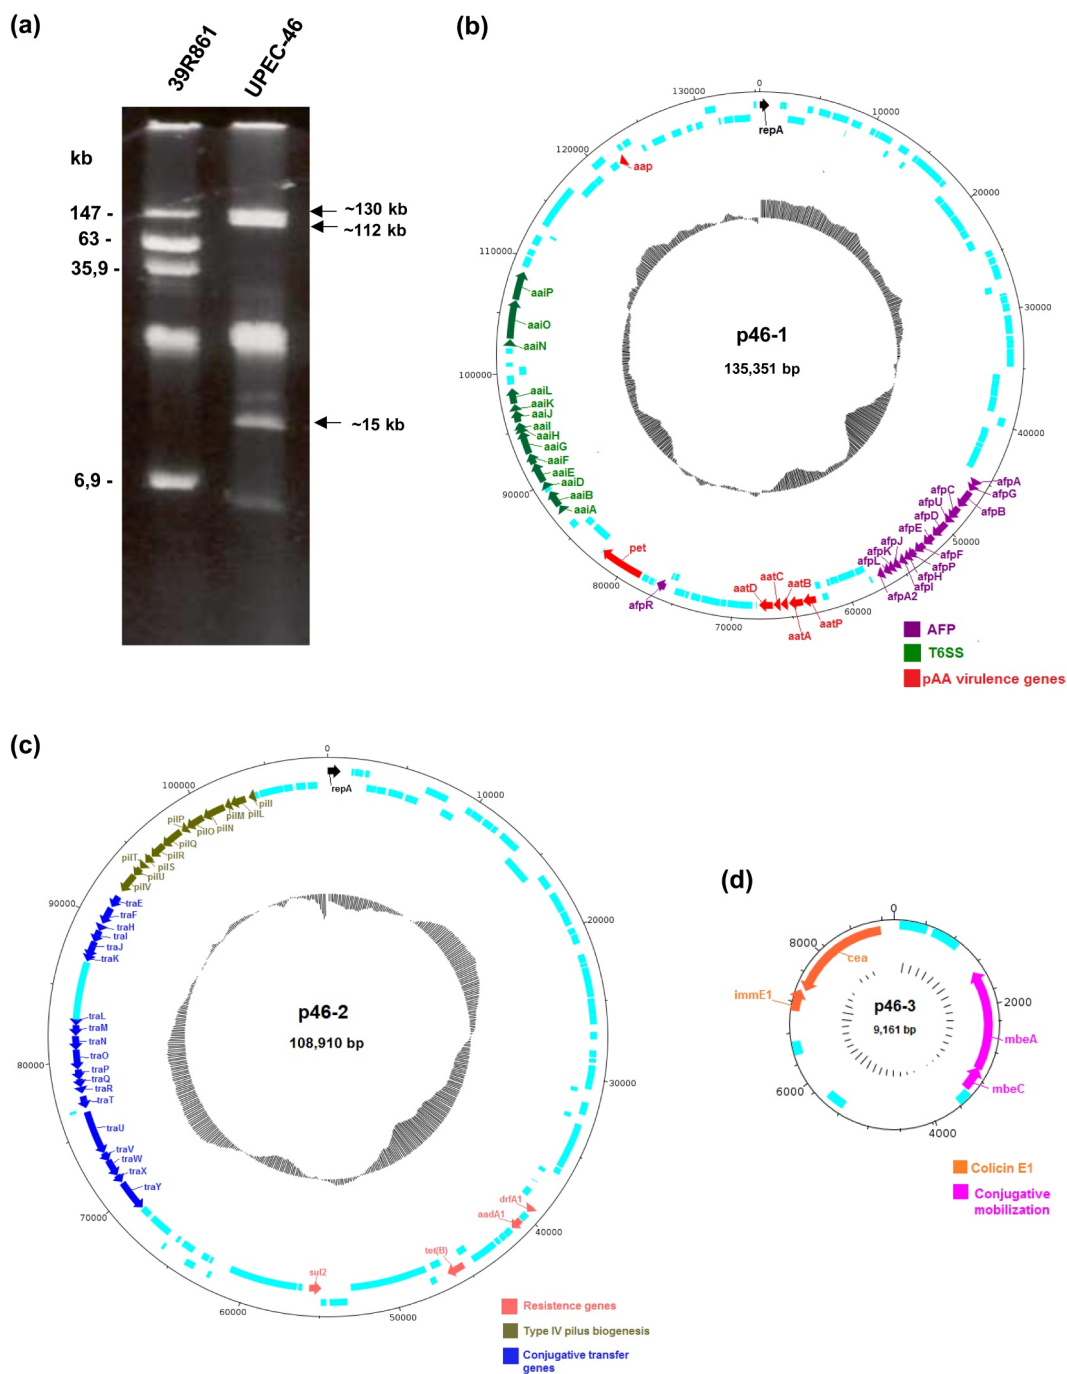 (a)
39R861
UPEC-46
kb
147 -
63 -
35,9 -
6,9 -
~130 kb
~112 kb
~15 kb
(b)
0
10000
20000
30000
40000
50000
60000
70000
80000
90000
100000
110000
120000
130000
repA
aap
aaiP
aaiO
aaiN
aaiL
aaiK
aaiJ
aaiI
aaiH
aaiG
aaiF
aaiE
aaiD
aaiB
aaiA
pet
afpR
aatD
aatC
aatB
aatA
aatP
afpA
afpG
afpB
afpC
afpU
afpD
afpE
afpF
afpP
afpH
afpI
afpJ
afpK
afpL
afpA2
p46-1
135,351 bp
AFP
T6SS
pAA virulence genes
(c)
0
10000
20000
30000
40000
50000
60000
70000
80000
90000
100000
repA
pilI
pilL
pilM
pilN
pilO
pilP
pilQ
pilR
pilS
pilT
pilU
pilV
traE
traF
traH
traI
traJ
traK
traL
traM
traN
traO
traP
traQ
traR
traT
traU
traV
traW
traX
traY
drfA1
aadA1
tet(B)
sul2
p46-2
108,910 bp
Resistence genes
Type IV pilus biogenesis
Conjugative transfer
genes
(d)
0
2000
4000
6000
8000
cea
immE1
mbeA
mbeC
p46-3
9,161 bp
Colicin E1
Conjugative
mobilization